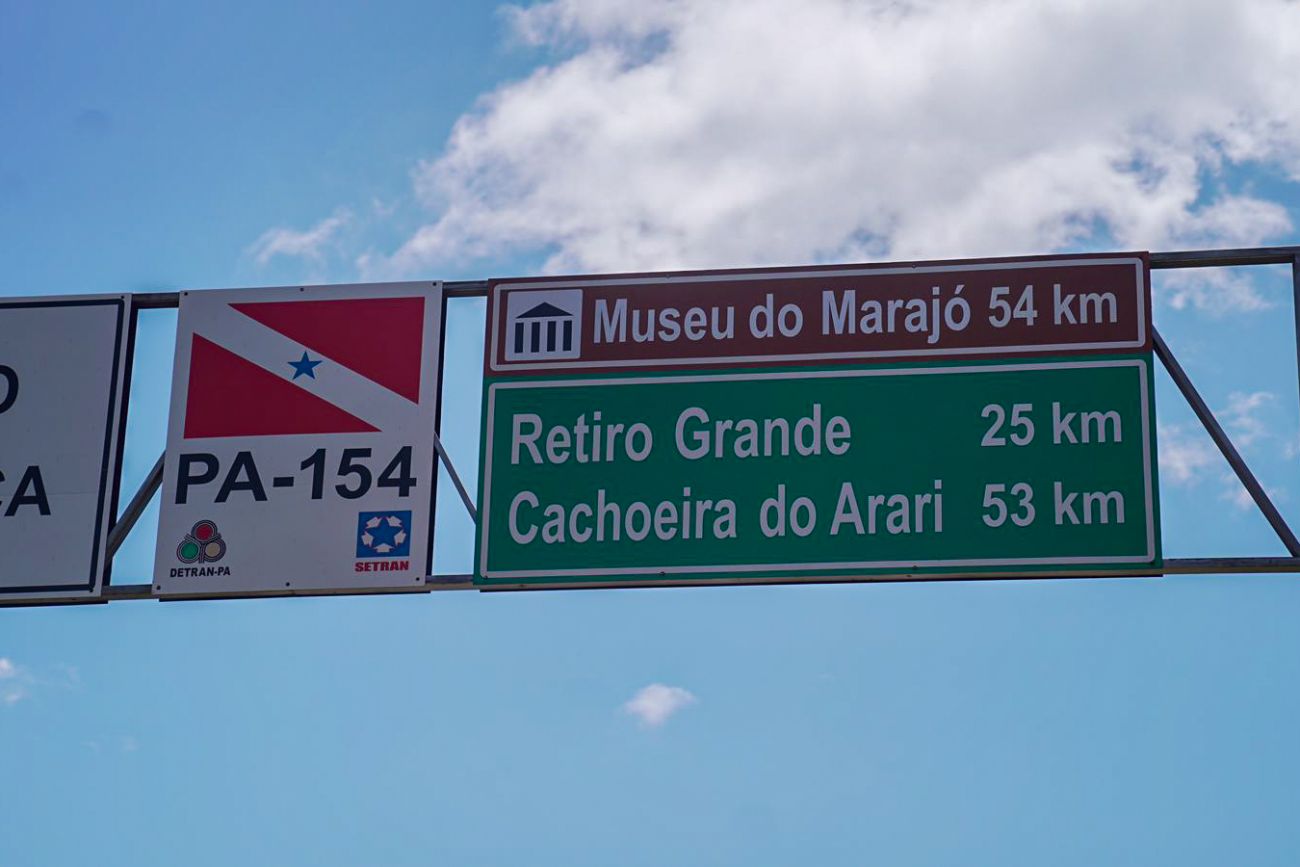 PA-154
DETRAN-PA
SETRAN
Museu do Marajó 54 km
Retiro Grande 25 km
Cachoeira do Arari 53 km